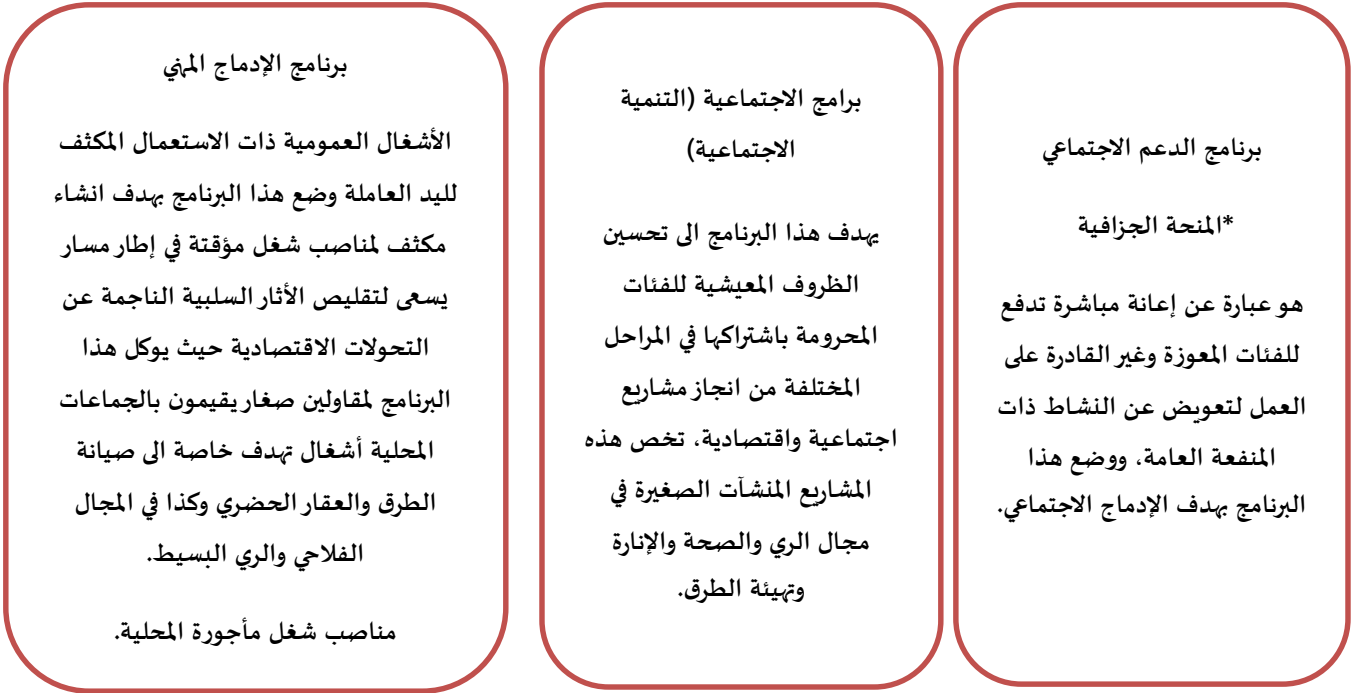 برنامج الدعم الاجتماعي
*المنحة الجزافية
هو عبارة عن إعانة مباشرة تدفع
للفئات المعوزة وغير القادرة على
العمل لتعويض عن النشاط ذات
المنفعة العامة، ووضع هذا
البرنامج بهدف الإدماج الاجتماعي.
برامج الاجتماعية (التنمية
الاجتماعية)
يهدف هذا البرنامج الى تحسين
الظروف المعيشية للفئات
المحرومة باشتراكها في المراحل
المختلفة من انجاز مشاريع
اجتماعية واقتصادية، تخص هذه
المشاريع المنشآت الصغيرة في
مجال الري والصحة والإنارة
وتهيئة الطرق.
برنامج الإدماج المهني
الأشغال العمومية ذات الاستعمال المكثف
لليد العاملة وضع هذا البرنامج بهدف انشاء
مكثف لمناصب شغل مؤقتة في إطار مسار
يسعى لتقليص الأثار السلبية الناجمة عن
التحولات الاقتصادية حيث يوكل هذا
البرنامج لمقاولين صغار يقيمون بالجماعات
المحلية أشغال تهدف خاصة الى صيانة
الطرق والعقار الحضري وكذا في المجال
الفلاحي والري البسيط.
مناصب شغل مأجورة المحلية.